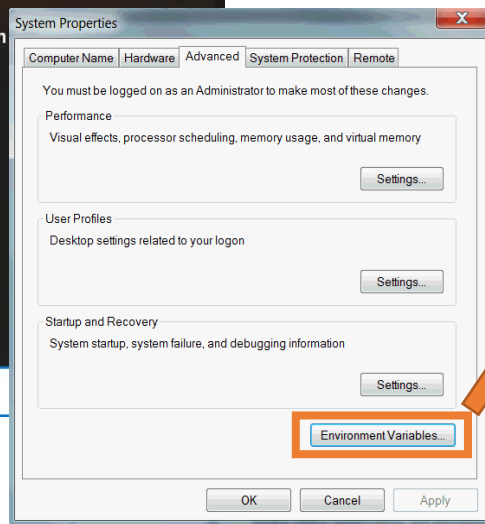 n
System Properties
X
Computer Name Hardware Advanced System Protection Remote
You must be logged on as an Administrator to make most of these changes.
Performance
Visual effects, processor scheduling, memory usage, and virtual memory
Settings...
User Profiles
Desktop settings related to your logon
Settings...
Startup and Recovery
System startup, system failure, and debugging information
Settings...
Environment Variables...
OK Cancel Apply